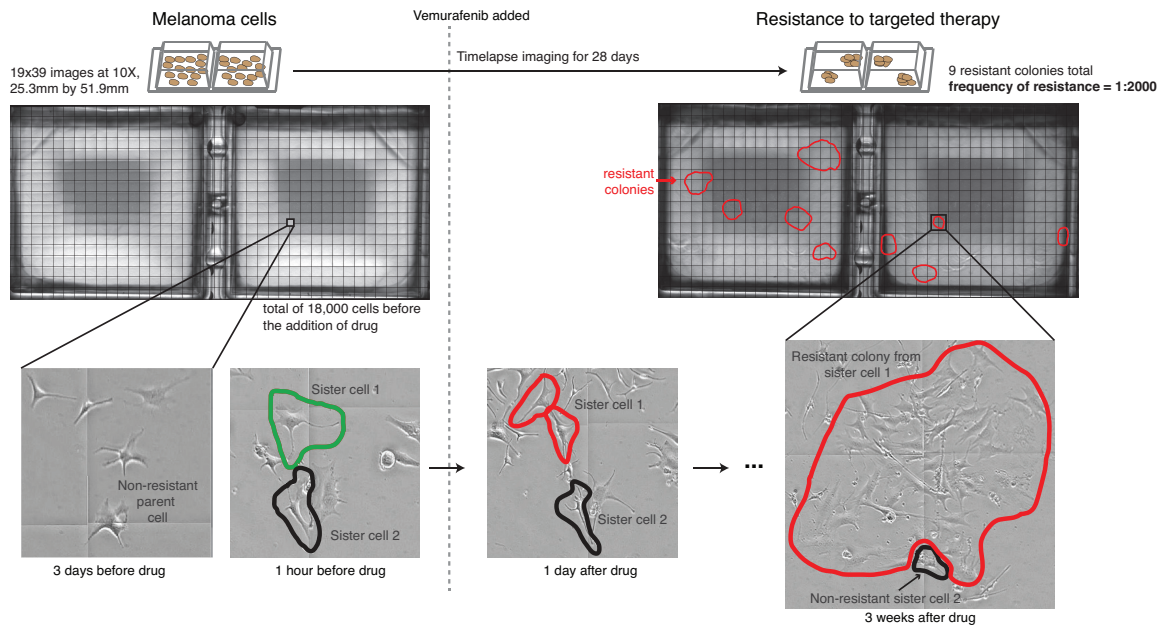 Melanoma cells
Vemurafenib added
Resistance to targeted therapy
19x39 images at 10X,
25.3mm by 51.9mm
Timelapse imaging for 28 days
9 resistant colonies total
frequency of resistance = 1:2000
resistant
colonies
total of 18,000 cells before
the addition of drug
Non-resistant
parent
cell
3 days before drug
Sister cell 1
Sister cell 2
1 hour before drug
Sister cell 1
Sister cell 2
1 day after drug
...
Resistant colony from
sister cell 1
Non-resistant sister cell 2
3 weeks after drug